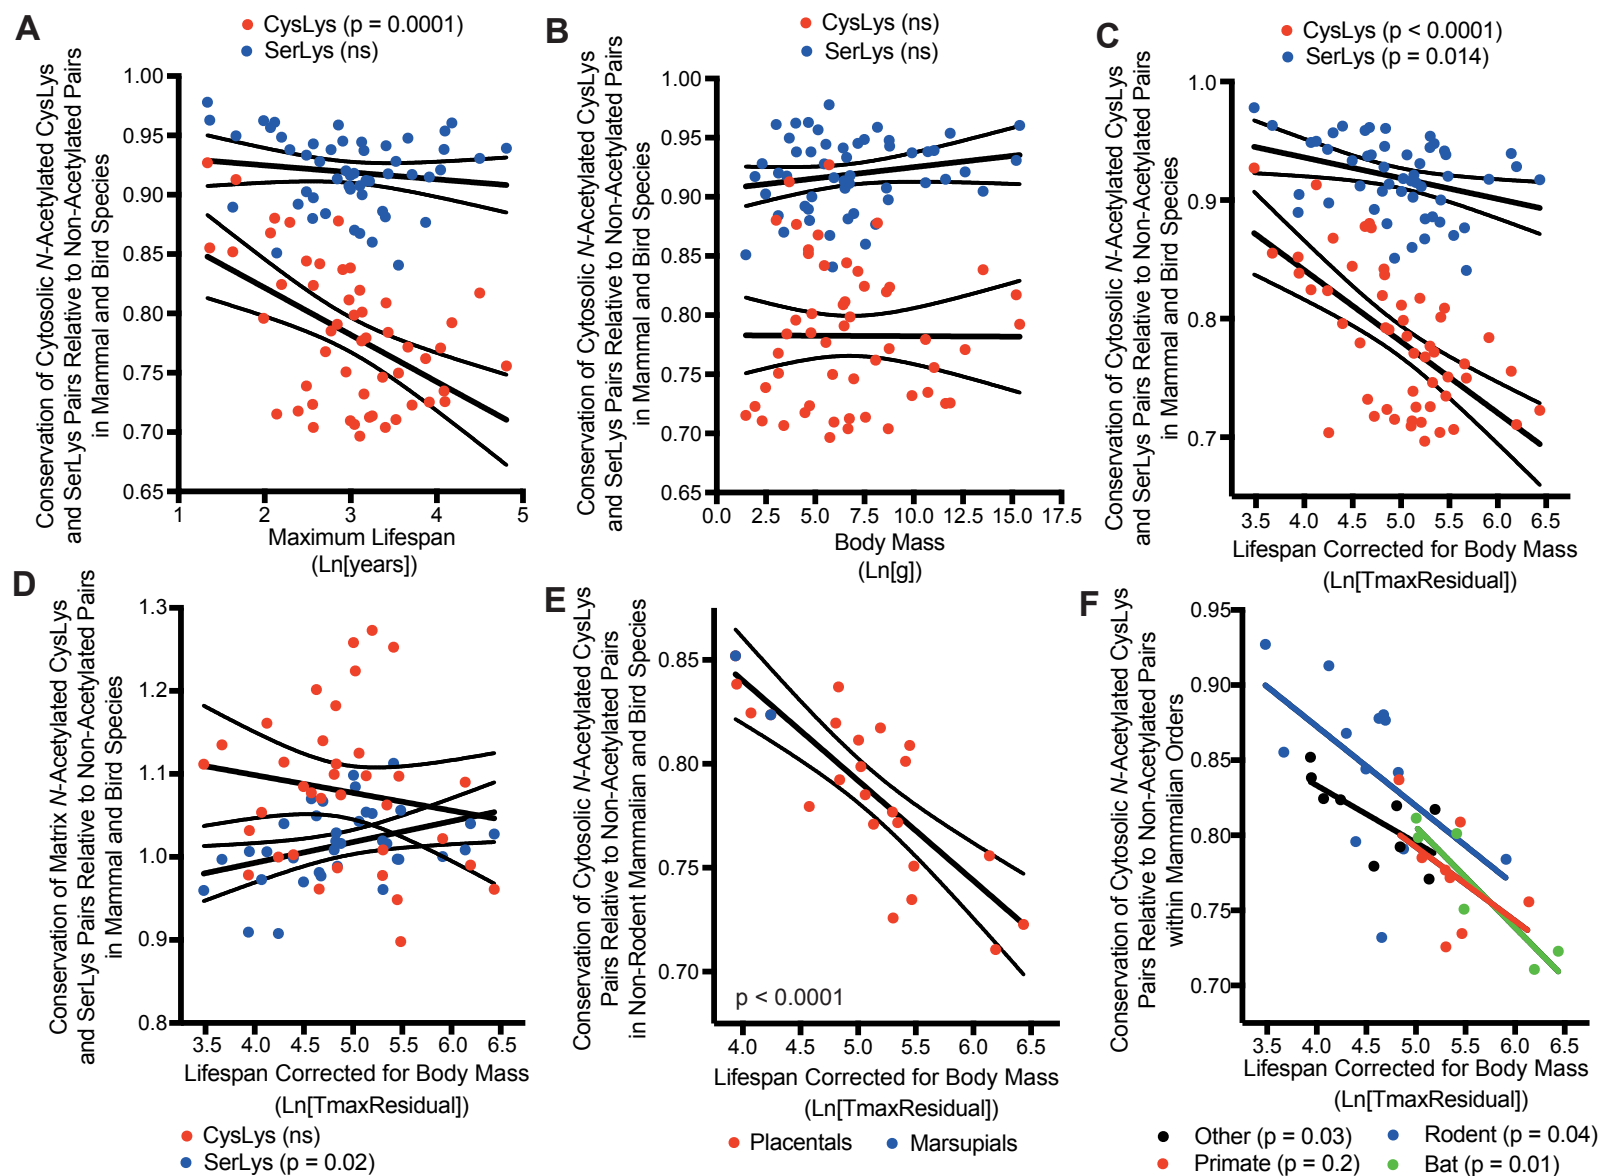 A
CysLys (p = 0.0001)
SerLys (ns)
Conservation of Cytosolic N-Acetylated CysLys
and SerLys Pairs Relative to Non-Acetylated Pairs
in Mammal and Bird Species
1.00
0.95
0.90
0.85
0.80
0.75
0.70
0.65
1 2 3 4 5
Maximum Lifespan
(Ln[years])
B
CysLys (ns)
SerLys (ns)
Conservation of Cytosolic N-Acetylated CysLys
and SerLys Pairs Relative to Non-Acetylated Pairs
in Mammal and Bird Species
1.00
0.95
0.90
0.85
0.80
0.75
0.70
0.65
0.0 2.5 5.0 7.5 10.0 12.5 15.0 17.5
Body Mass
(Ln[g])
C
CysLys (p < 0.0001)
SerLys (p = 0.014)
Conservation of Cytosolic N-Acetylated CysLys
and SerLys Pairs Relative to Non-Acetylated Pairs
in Mammal and Bird Species
1.0
0.9
0.8
0.7
3.5 4.0 4.5 5.0 5.5 6.0 6.5
Lifespan Corrected for Body Mass
(Ln[TmaxResidual])
D
Conservation of Matrix N-Acetylated CysLys
and SerLys Pairs Relative to Non-Acetylated Pairs
in Mammal and Bird Species
1.3
1.2
1.1
1.0
0.9
0.8
3.5 4.0 4.5 5.0 5.5 6.0 6.5
Lifespan Corrected for Body Mass
(Ln[TmaxResidual])
CysLys (ns)
SerLys (p = 0.02)
E
Conservation of Cytosolic N-Acetylated CysLys
Pairs Relative to Non-Acetylated Pairs
in Non-Rodent Mammalian and Bird Species
0.85
0.80
0.75
0.70
p < 0.0001
4.0 4.5 5.0 5.5 6.0 6.5
Lifespan Corrected for Body Mass
(Ln[TmaxResidual])
Placentals Marsupials
F
Conservation of Cytosolic N-Acetylated CysLys
Pairs Relative to Non-Acetylated Pairs
within Mammalian Orders
0.95
0.90
0.85
0.80
0.75
0.70
3.5 4.0 4.5 5.0 5.5 6.0 6.5
Lifespan Corrected for Body Mass
(Ln[TmaxResidual])
Other (p = 0.03) Rodent (p = 0.04)
Primate (p = 0.2) Bat (p = 0.01)